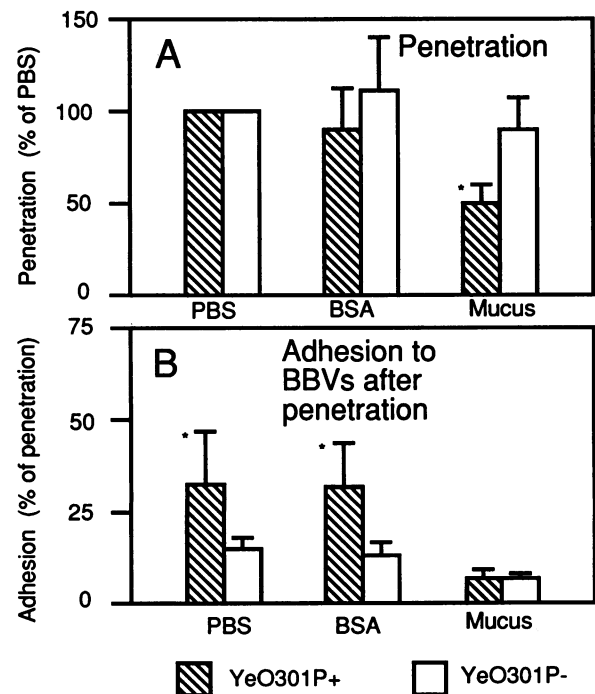 150
A
Penetration
100
50
0
Penetration (% of PBS)
*
PBS BSA Mucus
75
B
Adhesion to
BBVs after
penetration
50
25
0
Adhesion (% of penetration)
* *
PBS BSA Mucus
YeO301P+ YeO301P-